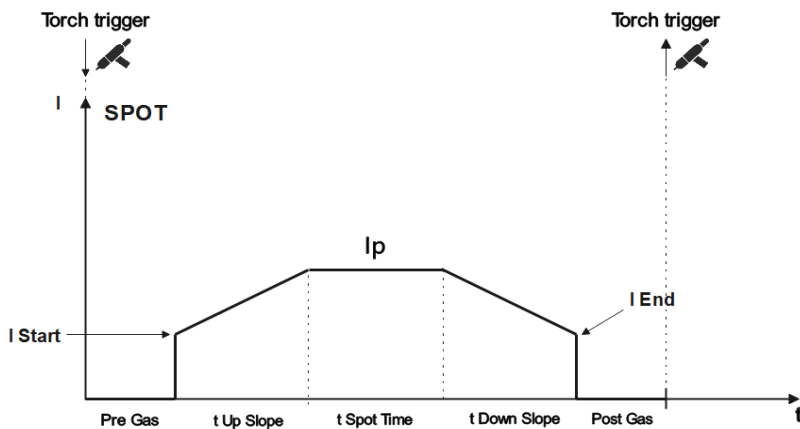 Torch trigger
Torch trigger
I
SPOT
Ip
I End
I Start
t
Pre Gas
t Up Slope
t Spot Time
t Down Slope
Post Gas